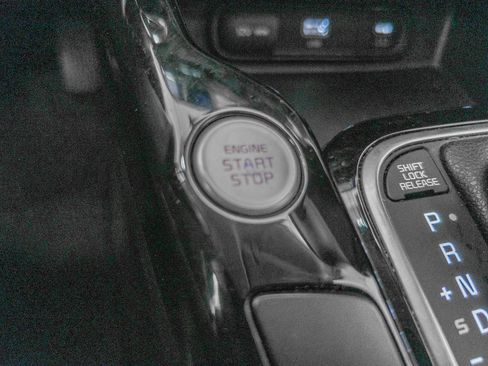 ENGINE
START
STOP
SHIFT
LOCK
RELEASE
P
R
N
+
S
D
-